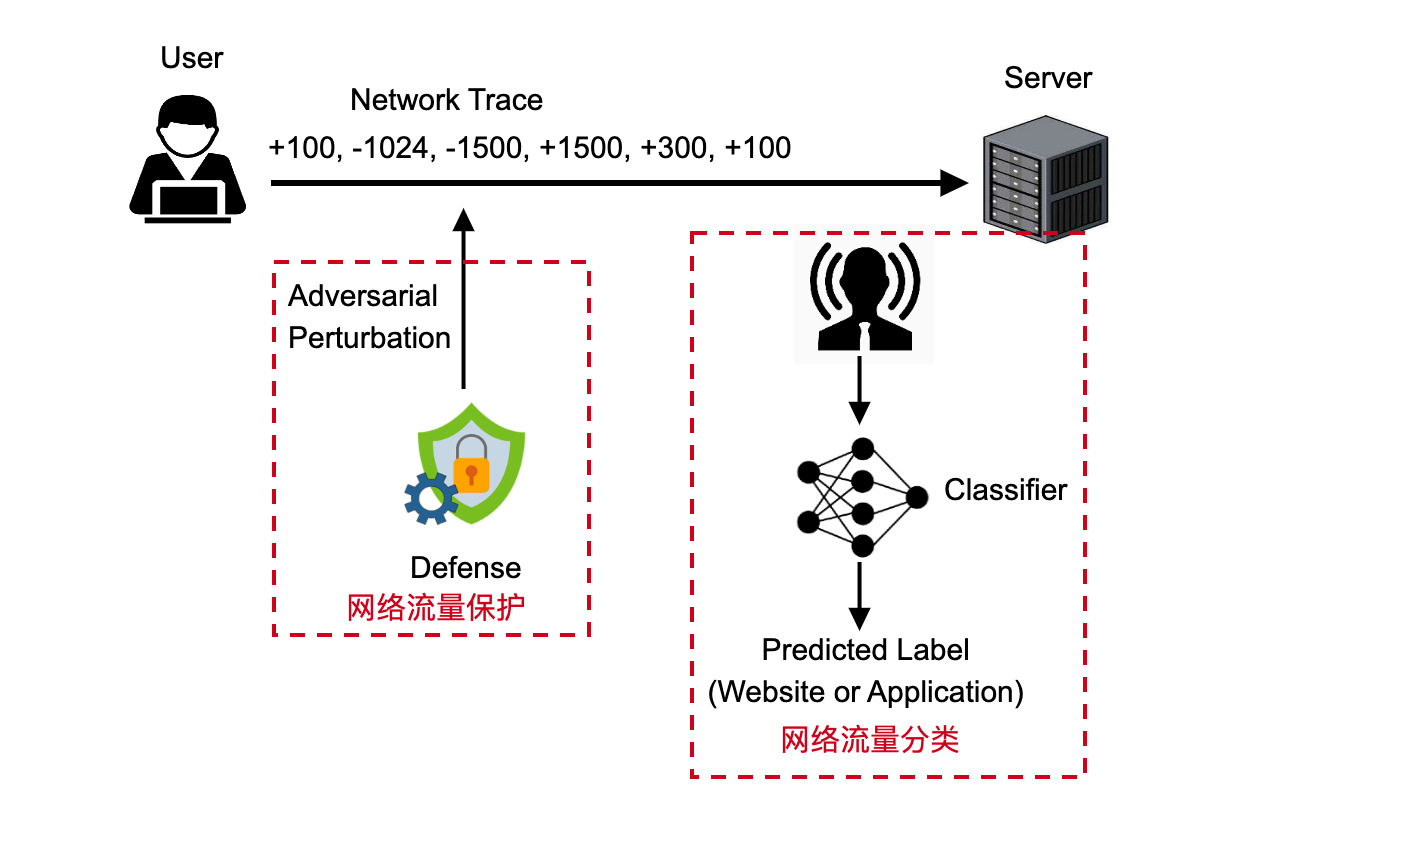 User
Network Trace
+100, -1024, -1500, +1500, +300, +100
Server
Adversarial
Perturbation
Defense
网络流量保护
Classifier
Predicted Label
(Website or Application)
网络流量分类